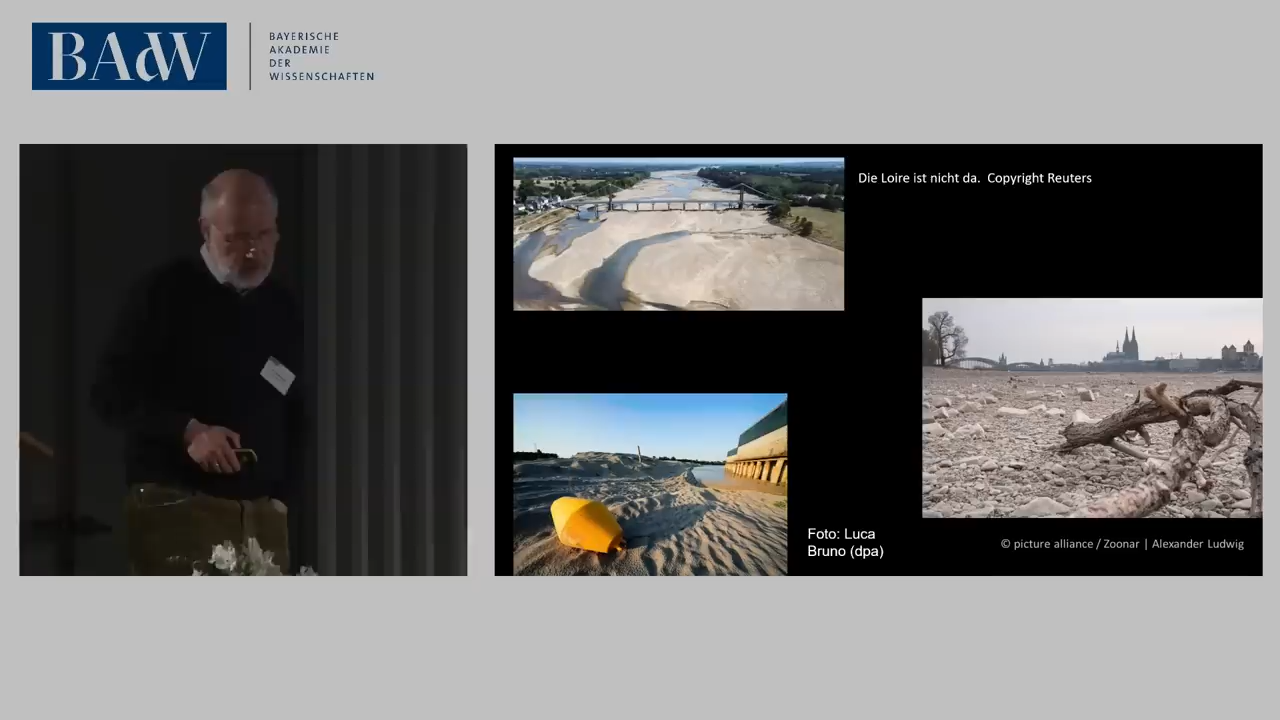 BAdW
BAYERISCHE
AKADEMIE
DER
WISSENSCHAFTEN
Die Loire ist nicht da.  Copyright Reuters
Foto: Luca
Bruno (dpa)
© picture alliance / Zoonar | Alexander Ludwig